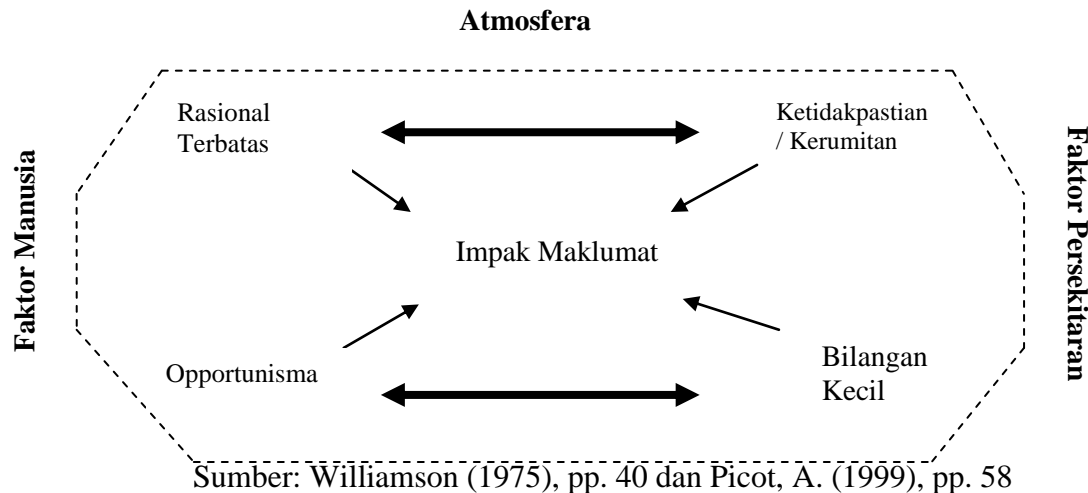 Atmosfera
Rasional
Terbatas
Ketidakpastian
/ Kerumitan
Faktor Manusia
Impak Maklumat
Faktor Persekitaran
Opportunisma
Bilangan
Kecil
Sumber: Williamson (1975), pp. 40 dan Picot, A. (1999), pp. 58